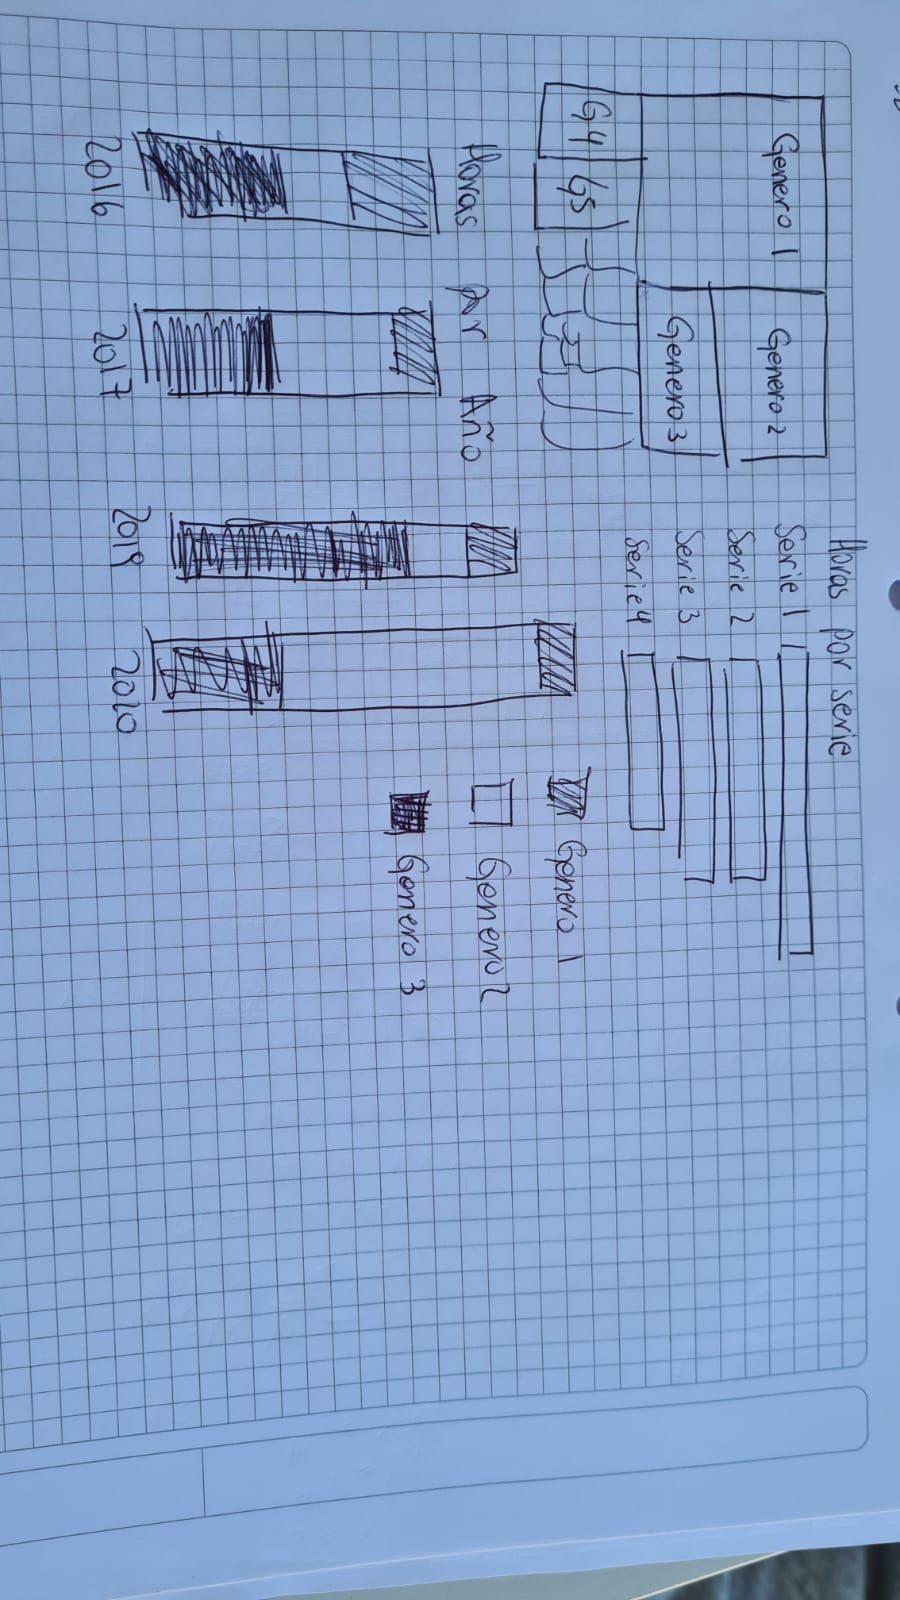 Genero 1
Genero 2
Genero 3
G4
G5
Horas por serie
Serie 1
Serie 2
Serie 3
Serie 4
Horas por Año
2016
2017
2019
2020
Genero 1
Genero 2
Genero 3